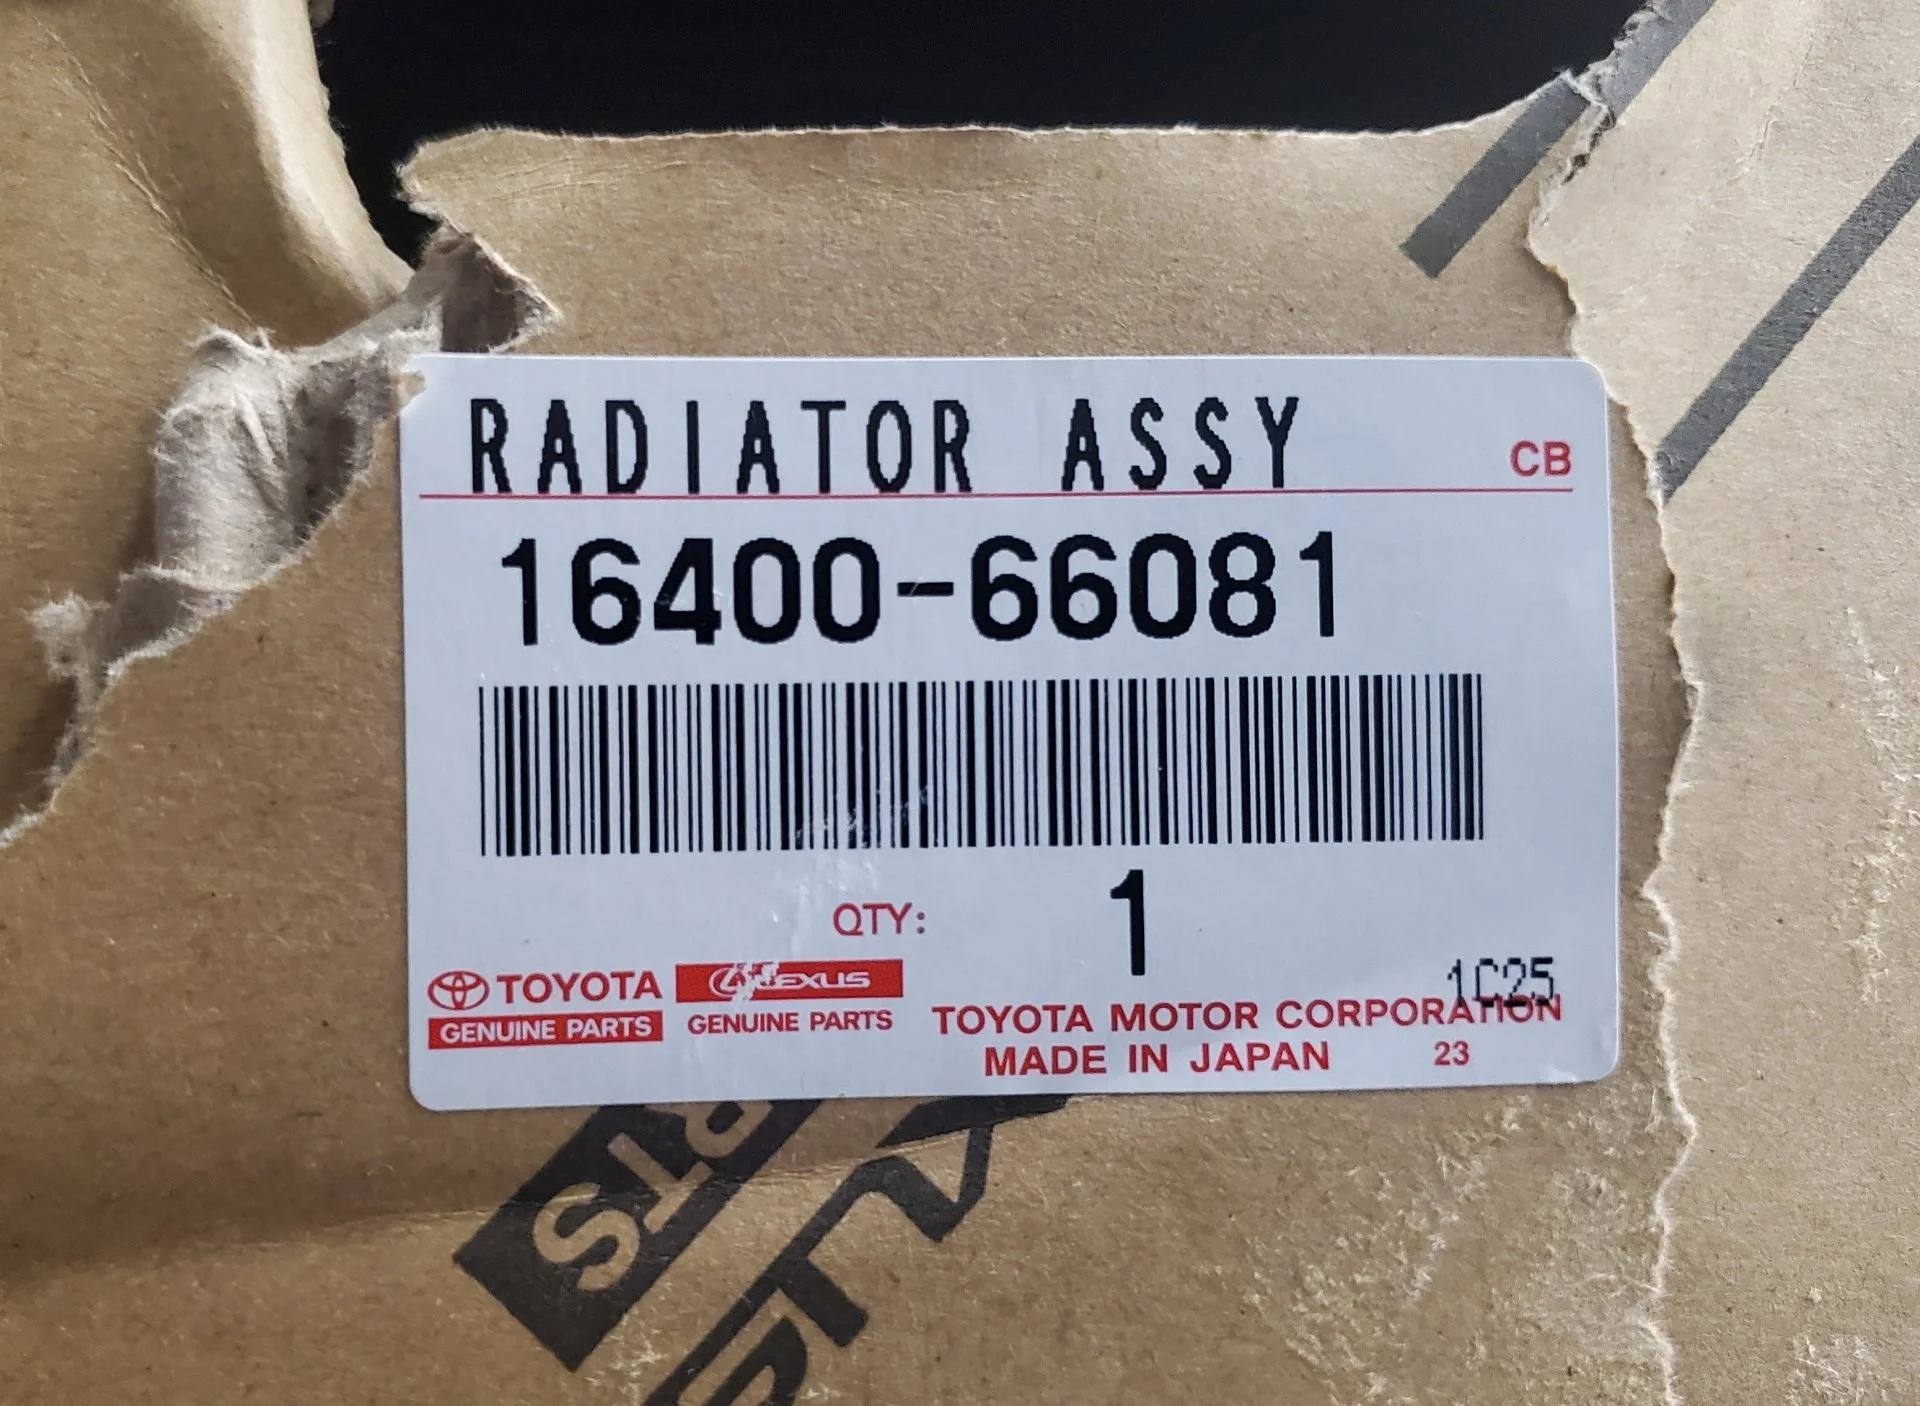 RADIATOR ASSY
CB
16400-66081
QTY: 1
1C25
TOYOTA LEXUS
GENUINE PARTS GENUINE PARTS
TOYOTA MOTOR CORPORATION
MADE IN JAPAN 23